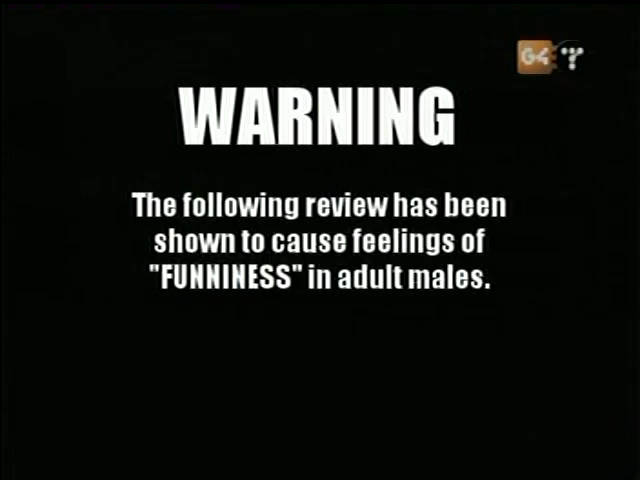 G4
WARNING
The following review has been
shown to cause feelings of
"FUNNINESS" in adult males.